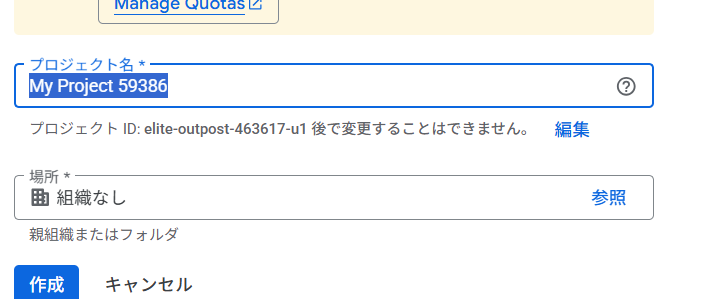 Manage Quotas
プロジェクト名 *
My Project 59386
プロジェクト ID: elite-outpost-463617-u1 後で変更することはできません。 編集
場所 *
組織なし 参照
親組織またはフォルダ
作成 キャンセル